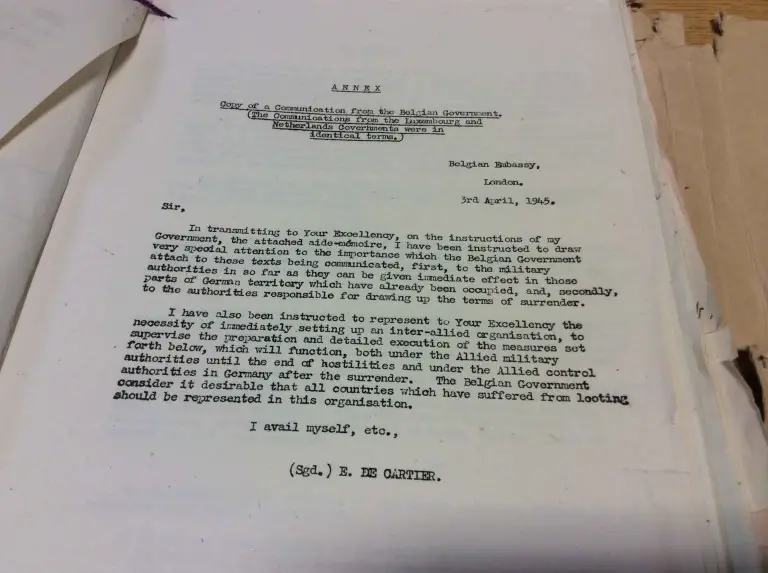 ANNEX
Copy of a Communication from the Belgian Government.
(The Communications from the Luxembourg and
Netherlands Governments were in
identical terms.)
Belgian Embassy,
London.
3rd April, 1945.
Sir,
In transmitting to Your Excellency, on the instructions of my
Government, the attached aide-mémoire, I have been instructed to draw
very special attention to the importance which the Belgian Government
attach to these texts being communicated, first, to the military
authorities in so far as they can be given immediate effect in those
parts of German territory which have already been occupied, and, secondly,
to the authorities responsible for drawing up the terms of surrender.
I have also been instructed to represent to Your Excellency the
necessity of immediately setting up an inter-allied organisation, to
supervise the preparation and detailed execution of the measures set
forth below, which will function, both under the Allied military
authorities until the end of hostilities and under the Allied control
authorities in Germany after the surrender. The Belgian Government
consider it desirable that all countries which have suffered from looting
should be represented in this organisation.
I avail myself, etc.,
(Sgd.) E. DE CARTIER.